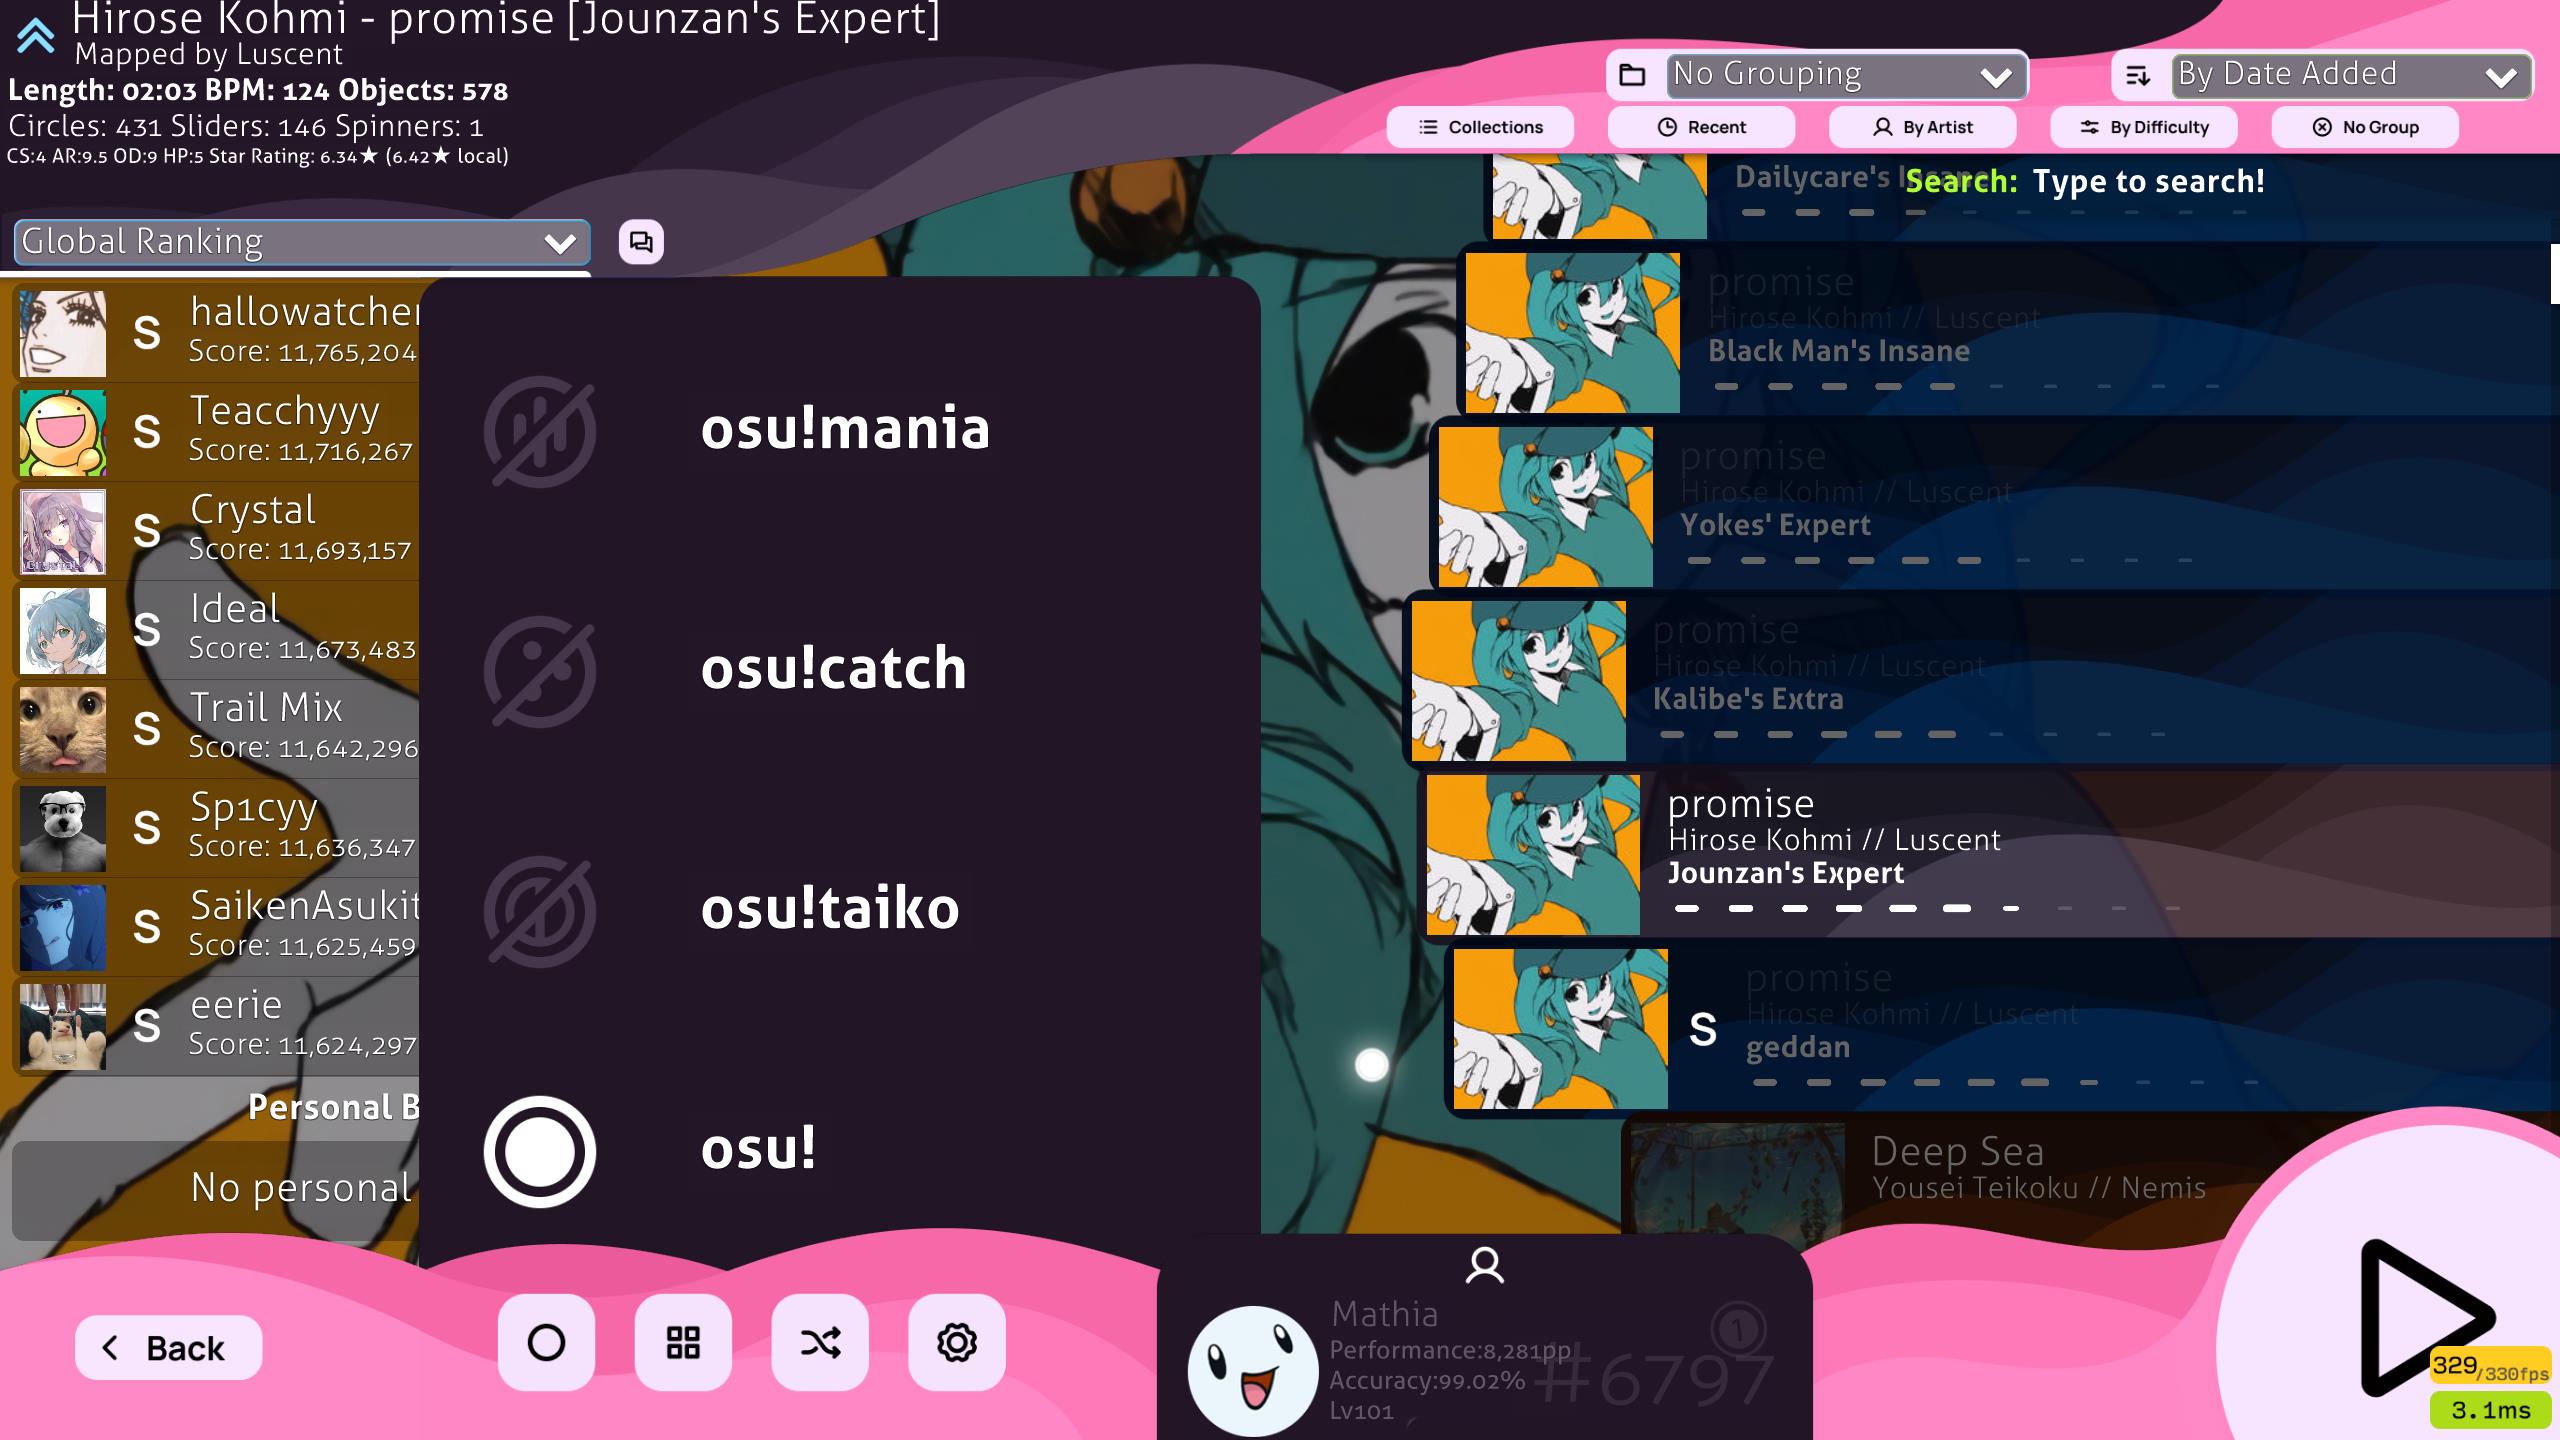 Hirose Kohmi - promise [Jounzan's Expert]
Mapped by Luscent
Length: 02:03 BPM: 124 Objects: 578
Circles: 431 Sliders: 146 Spinners: 1
CS:4 AR:9.5 OD:9 HP:5 Star Rating: 6.34★ (6.42★ local)
No Grouping
By Date Added
Collections
Recent
By Artist
By Difficulty
No Group
Search: Type to search!
Global Ranking
S
hallowatcher
Score: 11,765,204
S
Teacchyyy
Score: 11,716,267
S
Crystal
Score: 11,693,157
S
Ideal
Score: 11,673,483
S
Trail Mix
Score: 11,642,296
S
Sp1cyy
Score: 11,636,347
S
SaikenAsukit
Score: 11,625,459
S
eerie
Score: 11,624,297
Personal B
No personal
osu!mania
osu!catch
osu!taiko
osu!
Dailycare's Insane
promise
Hirose Kohmi // Luscent
Black Man's Insane
promise
Hirose Kohmi // Luscent
Yokes' Expert
promise
Hirose Kohmi // Luscent
Kalibe's Extra
promise
Hirose Kohmi // Luscent
Jounzan's Expert
S
promise
Hirose Kohmi // Luscent
geddan
Deep Sea
Yousei Teikoku // Nemis
Back
Mathia
Performance:8,281pp
Accuracy:99.02%
Lv101
#6797
1
329/330fps
3.1ms